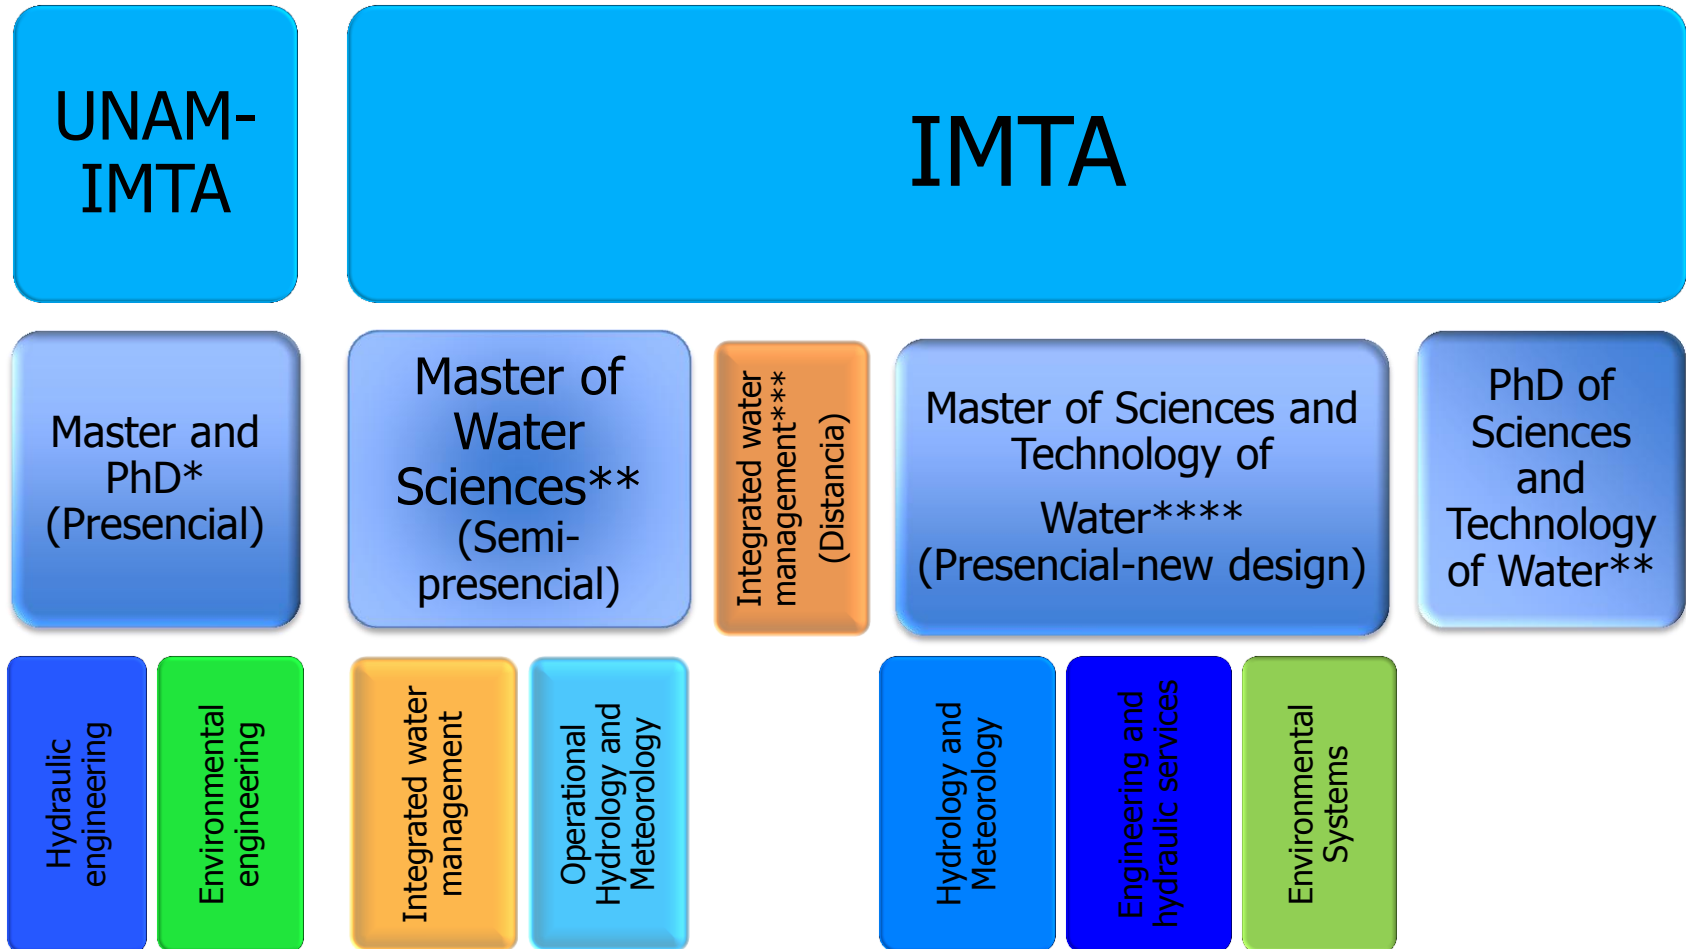 UNAM-
IMTA
IMTA
Master and
PhD*
(Presencial)
Master of
Water
Sciences**
(Semi-
presencial)
Integrated water
management***
(Distancia)
Master of Sciences and
Technology of
Water****
(Presencial-new design)
PhD of
Sciences
and
Technology
of Water**
Hydraulic
engineering
Environmental
engineering
Integrated water
management
Operational
Hydrology and
Meteorology
Hydrology and
Meteorology
Engineering and
hydraulic services
Environmental
Systems